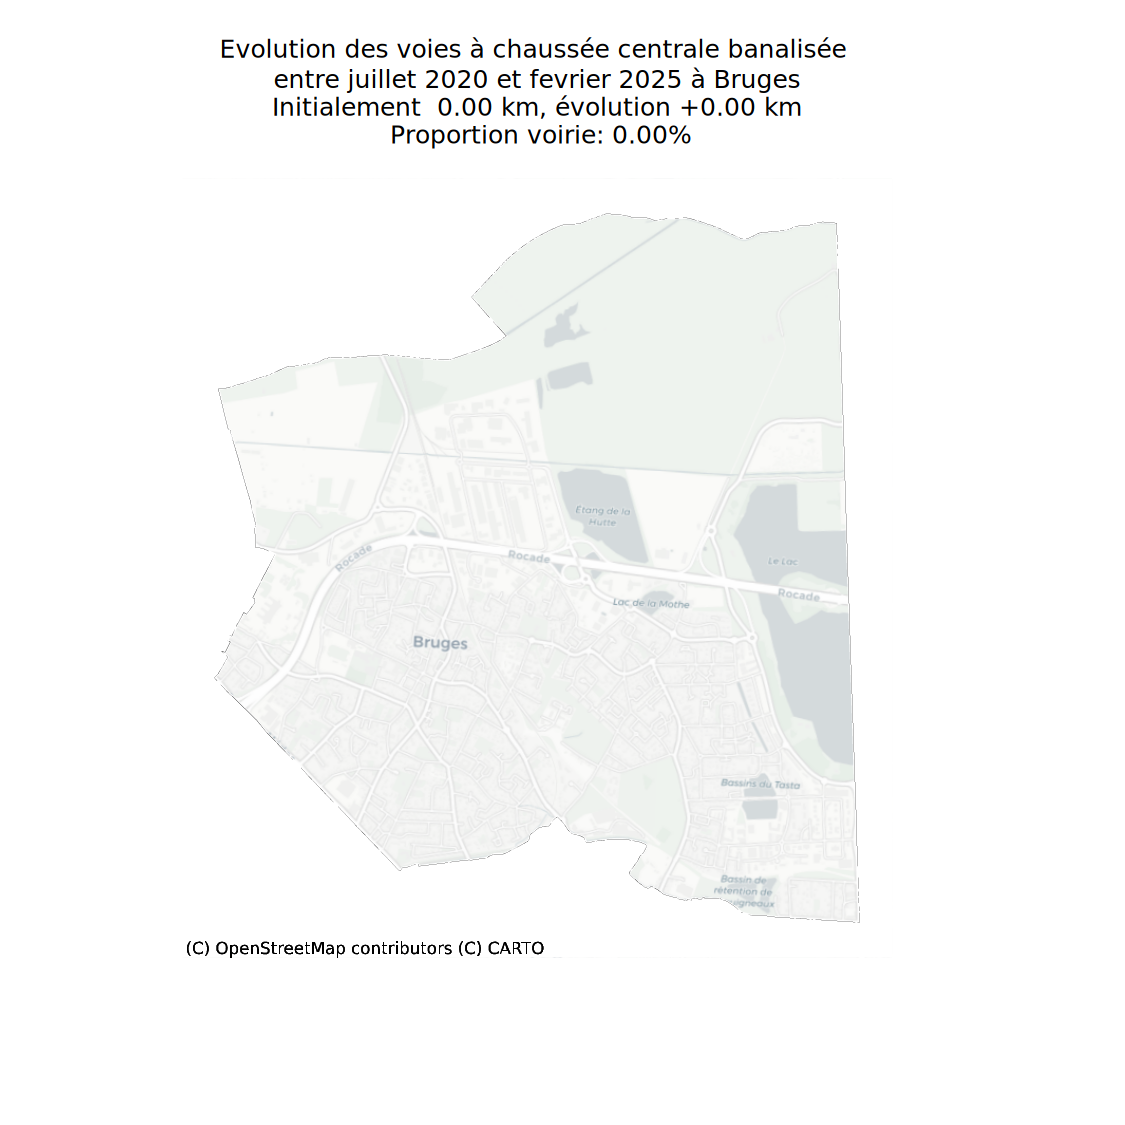 Evolution des voies à chaussée centrale banalisée
entre juillet 2020 et fevrier 2025 à Bruges
Initialement  0.00 km, évolution +0.00 km
Proportion voirie: 0.00%
Étang de la
Hutte
Rocade
Rocade
Le Lac
Rocade
Lac de la Mothe
Bruges
Bassins du Tasta
Bassin de
rétention de
(C) OpenStreetMap contributors (C) CARTO